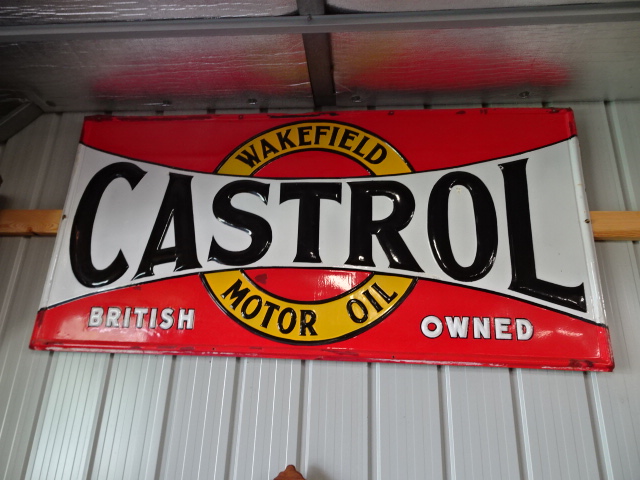 WAKEFIELD
CASTROL
MOTOR OIL
BRITISH OWNED